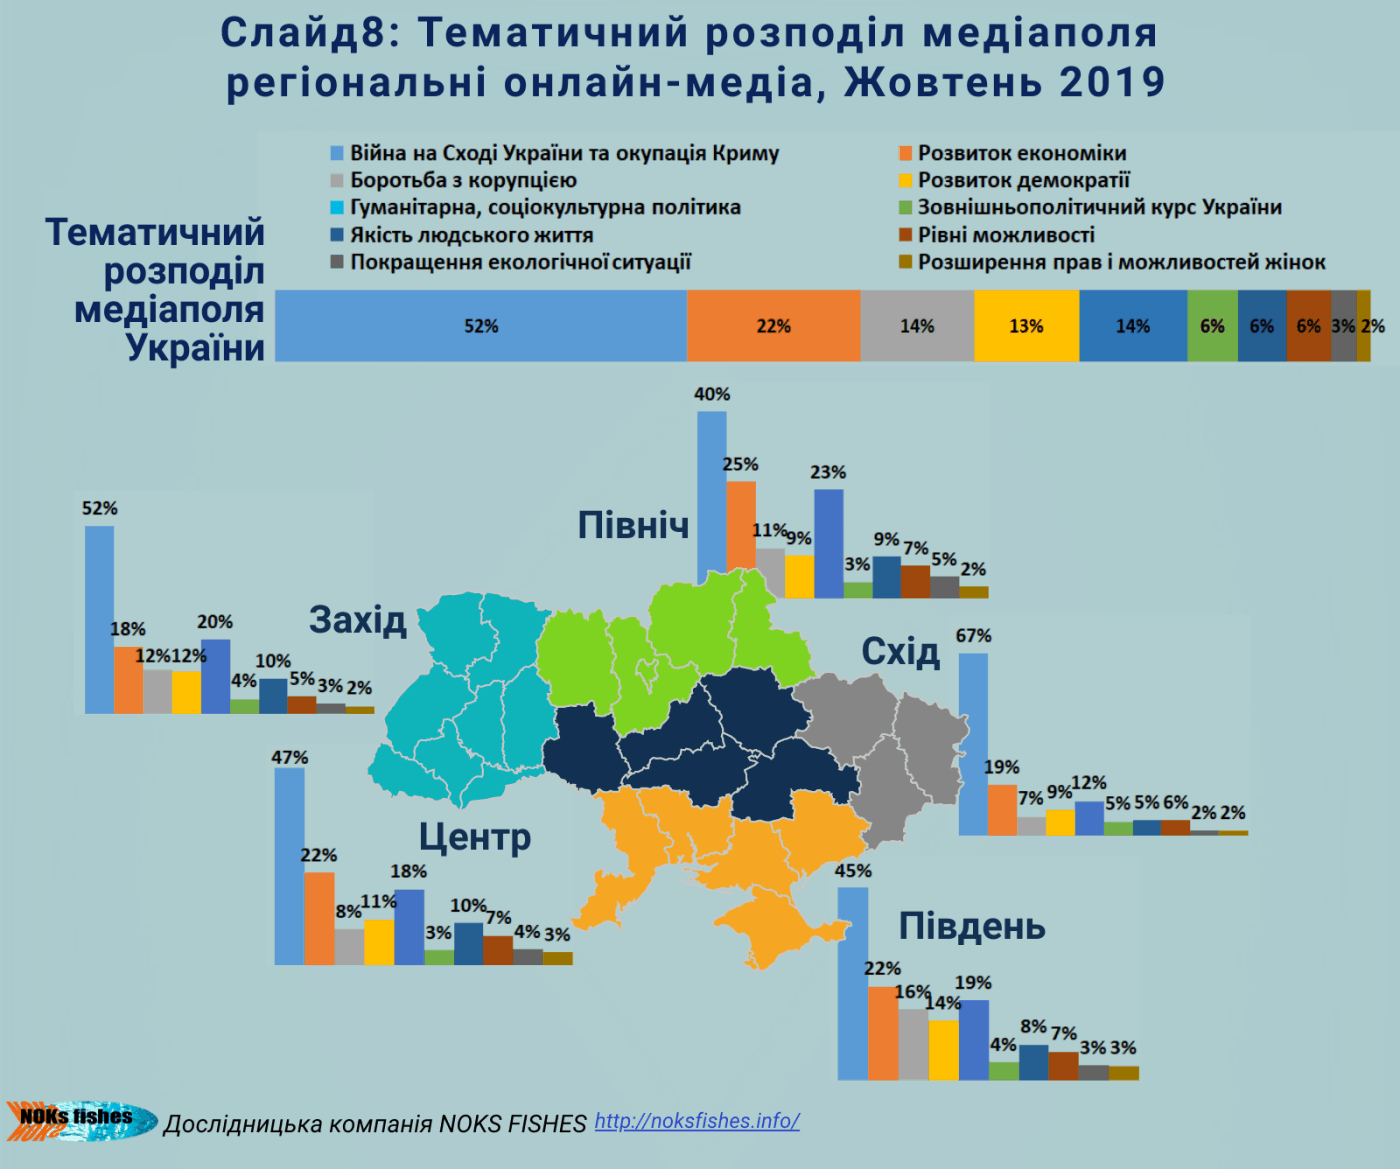 Слайд8: Тематичний розподіл медіаполя
регіональні онлайн-медіа, Жовтень 2019
Війна на Сході України та окупація Криму
Розвиток економіки
Боротьба з корупцією
Розвиток демократії
Гуманітарна, соціокультурна політика
Зовнішньополітичний курс України
Якість людського життя
Рівні можливості
Покращення екологічної ситуації
Розширення прав і можливостей жінок
Тематичний
розподіл
медіаполя
України
52% 22% 14% 13% 14% 6% 6% 6% 3% 2%
Північ
40% 25% 11% 9% 23% 3% 9% 7% 5% 2%
Захід
52% 18% 12% 12% 20% 4% 10% 5% 3% 2%
Схід
67% 19% 7% 9% 12% 5% 5% 6% 2% 2%
Центр
47% 22% 8% 11% 18% 3% 10% 7% 4% 3%
Південь
45% 22% 16% 14% 19% 4% 8% 7% 3% 3%
NOKs fishes
Дослідницька компанія NOKS FISHES http://noksfishes.info/